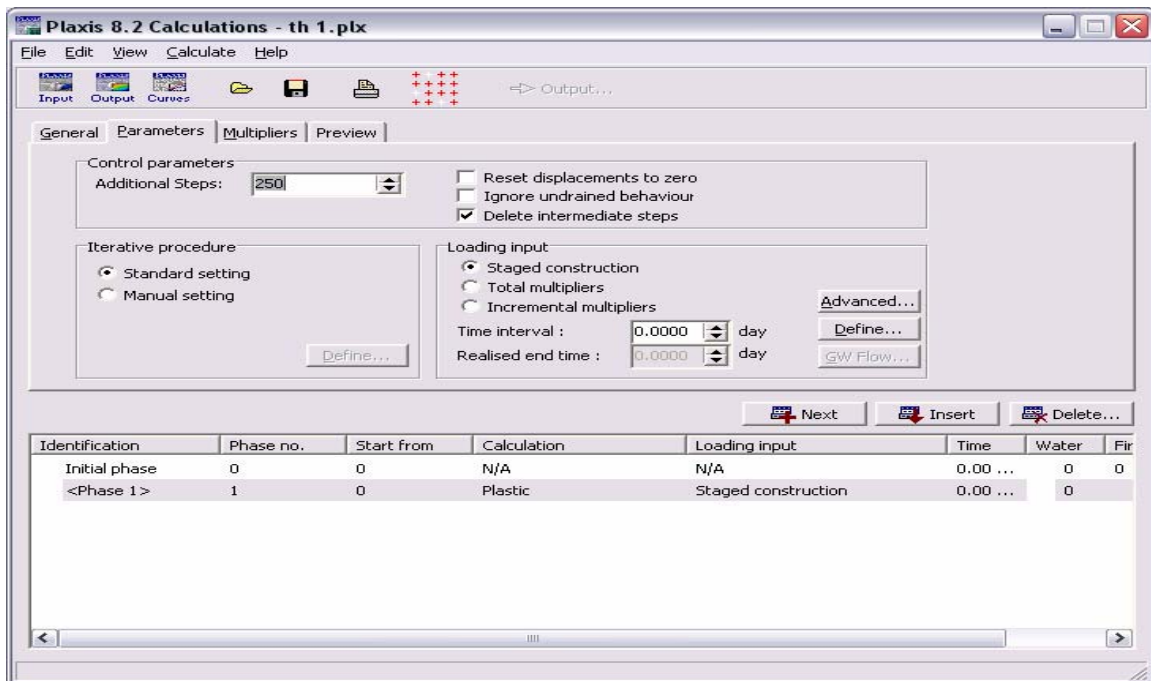 Plaxis 8.2 Calculations - th 1.plx
File Edit View Calculate Help
Input Output Curves Output...
General Parameters Multipliers Preview
Control parameters
Additional Steps: 250
Reset displacements to zero
Ignore undrained behaviour
Delete intermediate steps
Iterative procedure
Standard setting
Manual setting
Define...
Loading input
Staged construction
Total multipliers
Incremental multipliers
Advanced...
Time interval : 0.0000 day Define...
Realised end time : 0.0000 day GW Flow...
Next Insert Delete...
Identification Phase no. Start from Calculation Loading input Time Water Fir
Initial phase 0 0 N/A N/A 0.00 ... 0 0
<Phase 1> 1 0 Plastic Staged construction 0.00 ... 0